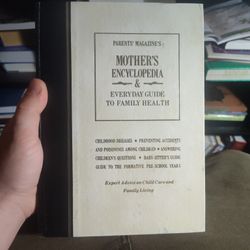 PARENTS' MAGAZINE'S
MOTHER'S
ENCYCLOPEDIA
&
EVERYDAY GUIDE
TO FAMILY HEALTH
CHILDHOOD DISEASES • PREVENTING ACCIDENTS
AND POISONINGS AMONG CHILDREN • ANSWERING
CHILDREN'S QUESTIONS • BABY SITTER'S GUIDE
GUIDE TO THE FORMATIVE PRE-SCHOOL YEARS
Expert Advice on Child Care and
Family Living